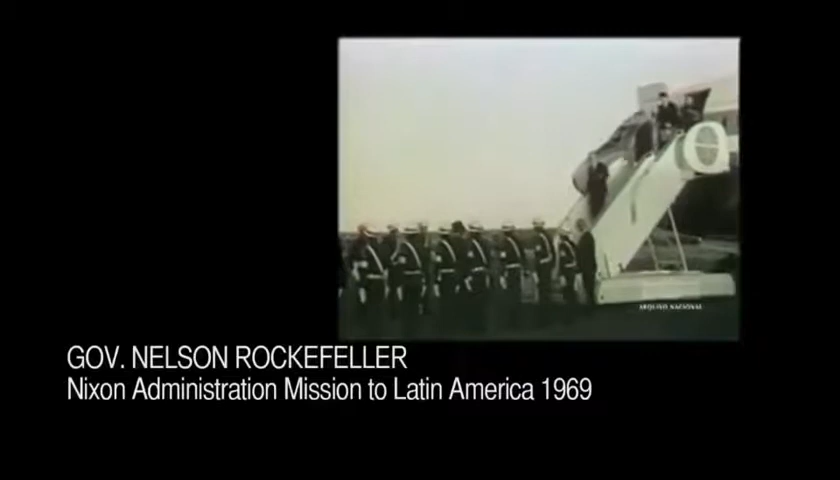 ARQUIVO NACIONAL
GOV. NELSON ROCKEFELLER
Nixon Administration Mission to Latin America 1969